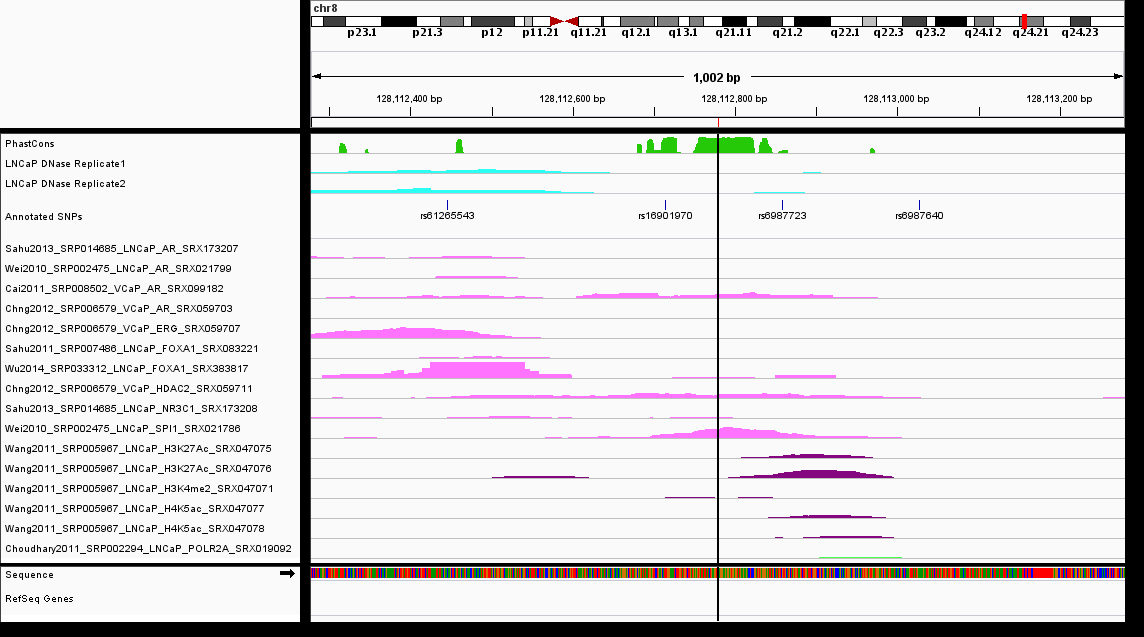 chr8
p23.1 p21.3 p12 p11.21 q11.21 q12.1 q13.1 q21.11 q21.2 q22.1 q22.3 q23.2 q24.12 q24.21 q24.23
1,002 bp
128,112,400 bp 128,112,600 bp 128,112,800 bp 128,113,000 bp 128,113,200 bp
PhastCons
LNCaP DNase Replicate1
LNCaP DNase Replicate2
Annotated SNPs
rs61265543 rs16901970 rs6987723 rs6987640
Sahu2013_SRP014685_LNCaP_AR_SRX173207
Wei2010_SRP002475_LNCaP_AR_SRX021799
Cai2011_SRP008502_VCaP_AR_SRX099182
Chng2012_SRP006579_VCaP_AR_SRX059703
Chng2012_SRP006579_VCaP_ERG_SRX059707
Sahu2011_SRP007486_LNCaP_FOXA1_SRX083221
Wu2014_SRP033312_LNCaP_FOXA1_SRX383817
Chng2012_SRP006579_VCaP_HDAC2_SRX059711
Sahu2013_SRP014685_LNCaP_NR3C1_SRX173208
Wei2010_SRP002475_LNCaP_SPI1_SRX021786
Wang2011_SRP005967_LNCaP_H3K27Ac_SRX047075
Wang2011_SRP005967_LNCaP_H3K27Ac_SRX047076
Wang2011_SRP005967_LNCaP_H3K4me2_SRX047071
Wang2011_SRP005967_LNCaP_H4K5ac_SRX047077
Wang2011_SRP005967_LNCaP_H4K5ac_SRX047078
Choudhary2011_SRP002294_LNCaP_POLR2A_SRX019092
Sequence
RefSeq Genes